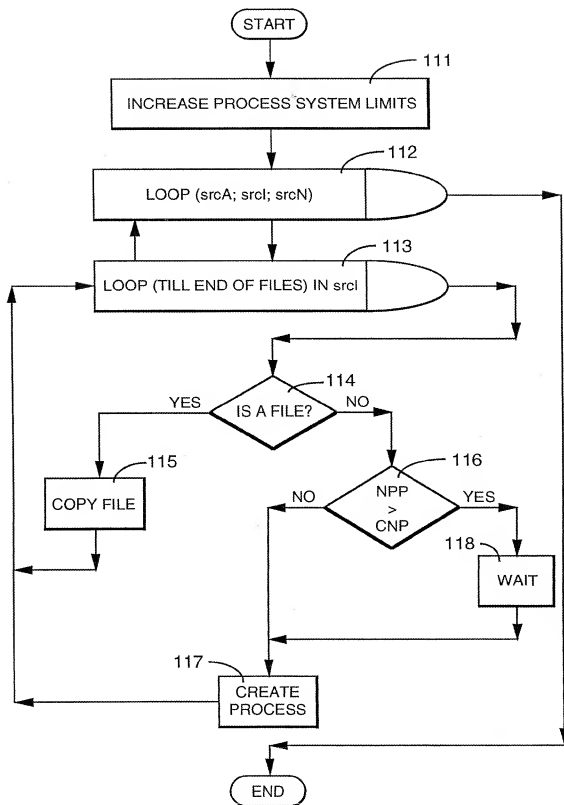 START
111
INCREASE PROCESS SYSTEM LIMITS
112
LOOP (srcA; srcI; srcN)
113
LOOP (TILL END OF FILES) IN srcI
114
YES
IS A FILE?
NO
115
COPY FILE
116
NO
NPP
>
CNP
YES
118
WAIT
117
CREATE
PROCESS
END